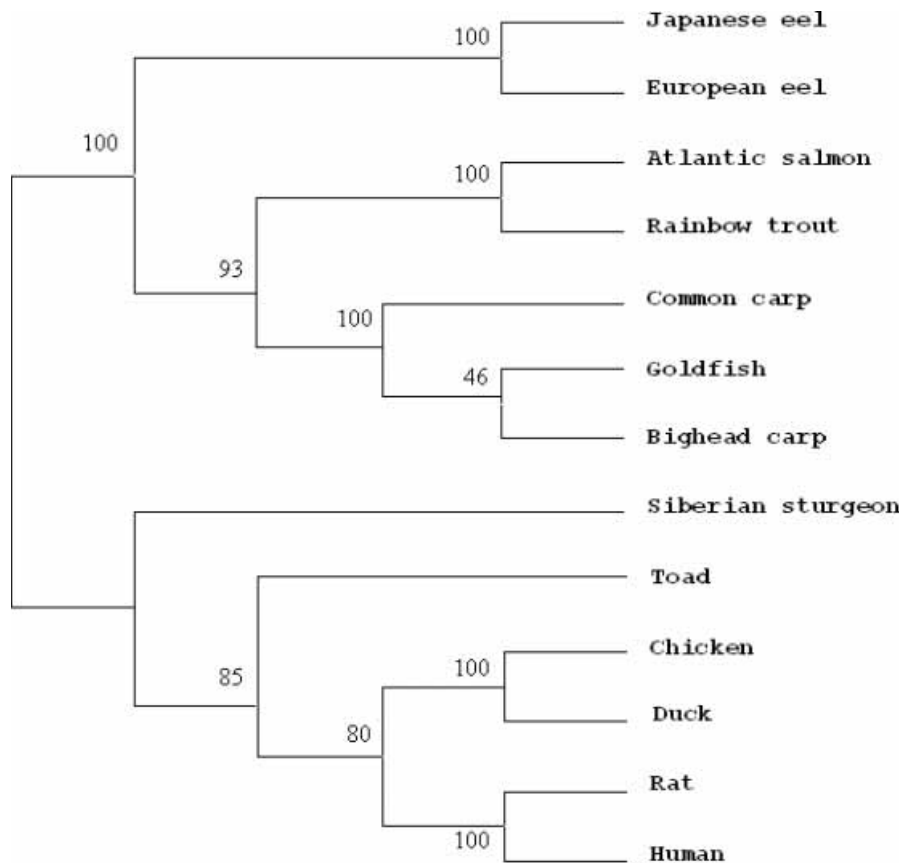 Japanese eel
100
European eel
100
Atlantic salmon
100
Rainbow trout
93
Common carp
100
Goldfish
46
Bighead carp
Siberian sturgeon
Toad
Chicken
100
85
Duck
80
Rat
100
Human